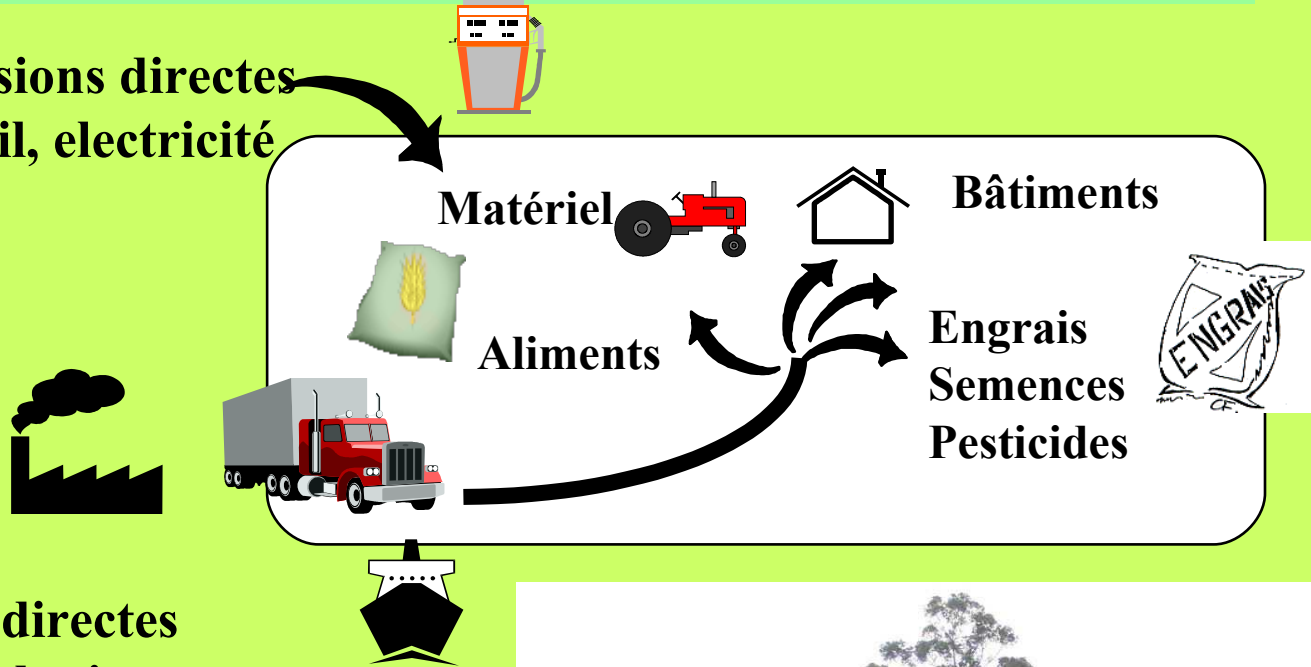 sions directes
il, electricité
Matériel
Bâtiments
Aliments
Engrais
Semences
Pesticides
ENGRAIS
directes